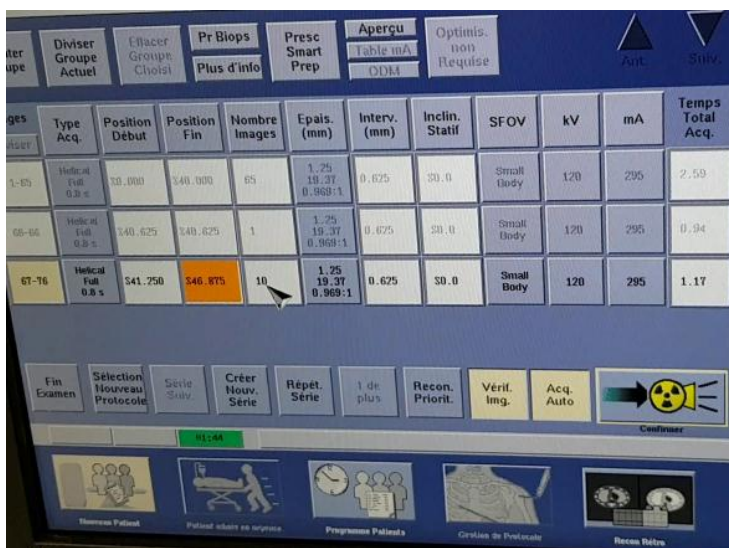 Diviser
Groupe
Actuel
Effacer
Groupe
Choisi
Pr Biops
Plus d'info
Presc
Smart
Prep
Aperçu
Table mA
ODM
Optimis.
non
Requise
Ant.
Suiv.
Type
Acq.
Position
Début
Position
Fin
Nombre
Images
Epais.
(mm)
Interv.
(mm)
Inclin.
Statif
SFOV
kV
mA
Temps
Total
Acq.
1-65
Helical
Full
0.8 s
S0.000
S40.000
65
1.25
19.37
0.969:1
0.625
S0.0
Small
Body
120
295
2.59
66-66
Helical
Full
0.8 s
S40.625
S40.625
1
1.25
19.37
0.969:1
0.625
S0.0
Small
Body
120
295
0.94
67-76
Helical
Full
0.8 s
S41.250
S46.875
10
1.25
19.37
0.969:1
0.625
S0.0
Small
Body
120
295
1.17
Fin
Examen
Sélection
Nouveau
Protocole
Série
Suiv.
Créer
Nouv.
Série
Répét.
Série
1 de
plus
Recon.
Priorit.
Vérif.
Img.
Acq.
Auto
Confirmer
01:44
Nouveau Patient
Patient admis en urgence
Programme Patients
Gestion de Protocole
Recon Rétro